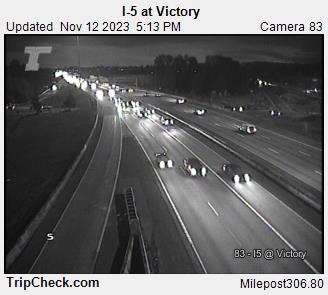 I-5 at Victory
Updated Nov 12 2023 5:13 PM Camera 83
T
S
83 - I5 @ Victory
TripCheck.com Milepost306.80